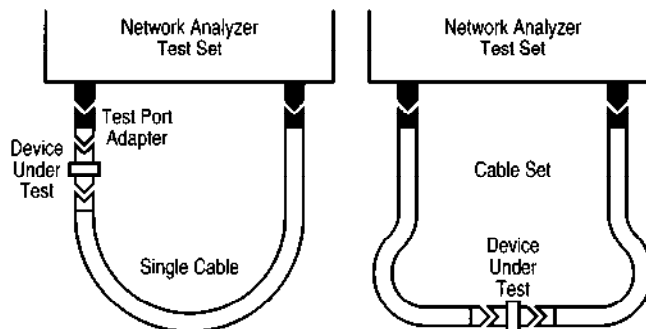 Network Analyzer
Test Set
Test Port
Adapter
Device
Under
Test
Single Cable
Network Analyzer
Test Set
Cable Set
Device
Under
Test